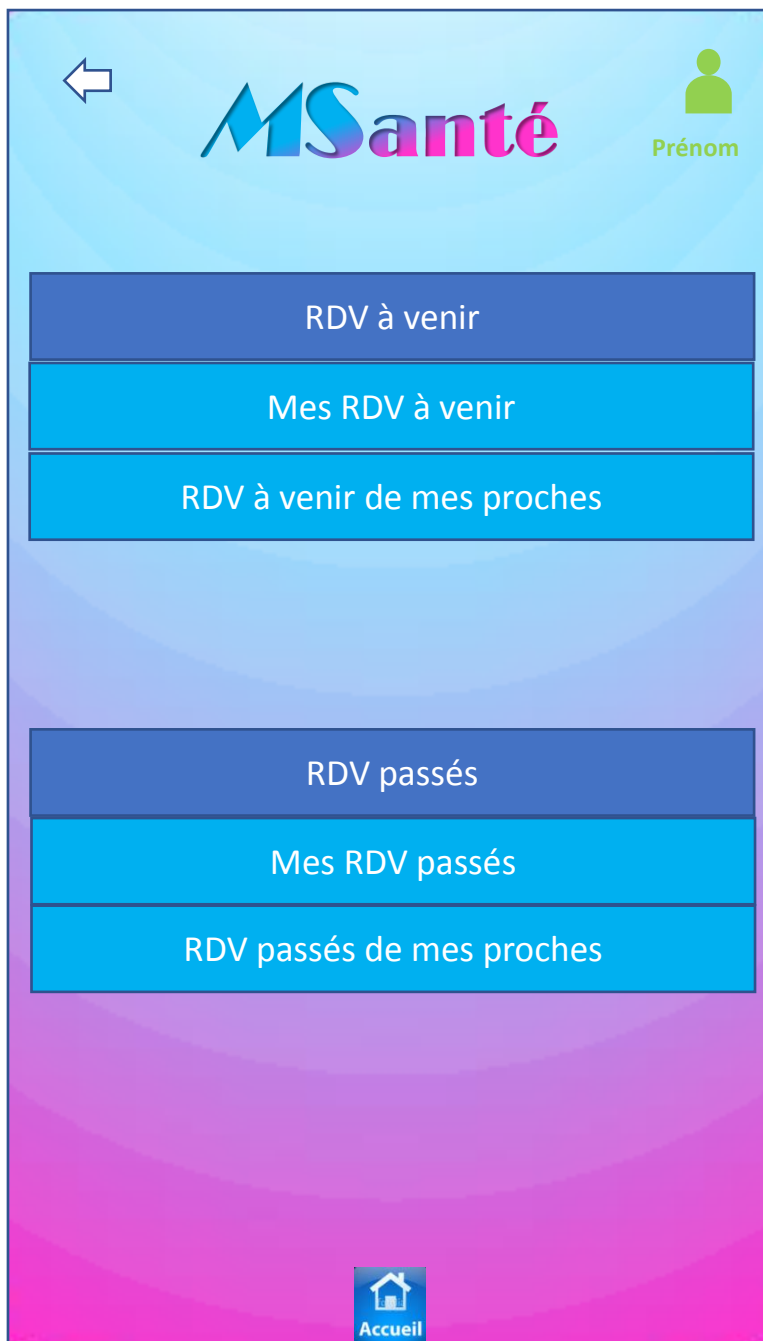 MSanté
Prénom
RDV à venir
Mes RDV à venir
RDV à venir de mes proches
RDV passés
Mes RDV passés
RDV passés de mes proches
Accueil